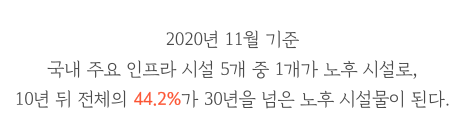 2020년 11월 기준
국내 주요 인프라 시설 5개 중 1개가 노후 시설로,
10년 뒤 전체의 44.2%가 30년을 넘은 노후 시설물이 된다.